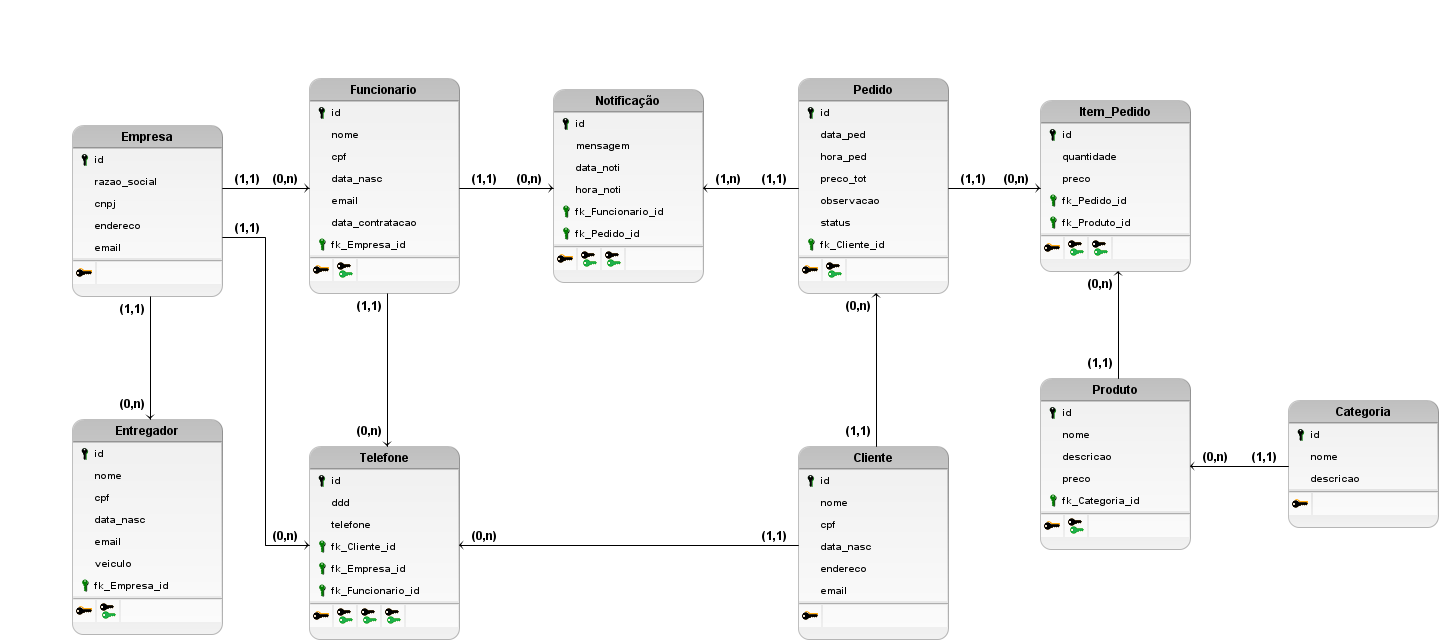 Empresa
id
razao_social
cnpj
endereco
email
(1,1)
(0,n)
(1,1)
(1,1)
(0,n)
Funcionario
id
nome
cpf
data_nasc
email
data_contratacao
fk_Empresa_id
(1,1)
(0,n)
(1,1)
(0,n)
Notificação
id
mensagem
data_noti
hora_noti
fk_Funcionario_id
fk_Pedido_id
(1,n)
(1,1)
Pedido
id
data_ped
hora_ped
preco_tot
observacao
status
fk_Cliente_id
(1,1)
(0,n)
(0,n)
(1,1)
Item_Pedido
id
quantidade
preco
fk_Pedido_id
fk_Produto_id
(0,n)
(1,1)
Entregador
id
nome
cpf
data_nasc
email
veiculo
fk_Empresa_id
(0,n)
Telefone
id
ddd
telefone
fk_Cliente_id
fk_Empresa_id
fk_Funcionario_id
(0,n)
(1,1)
Cliente
id
nome
cpf
data_nasc
endereco
email
Produto
id
nome
descricao
preco
fk_Categoria_id
(0,n)
(1,1)
Categoria
id
nome
descricao